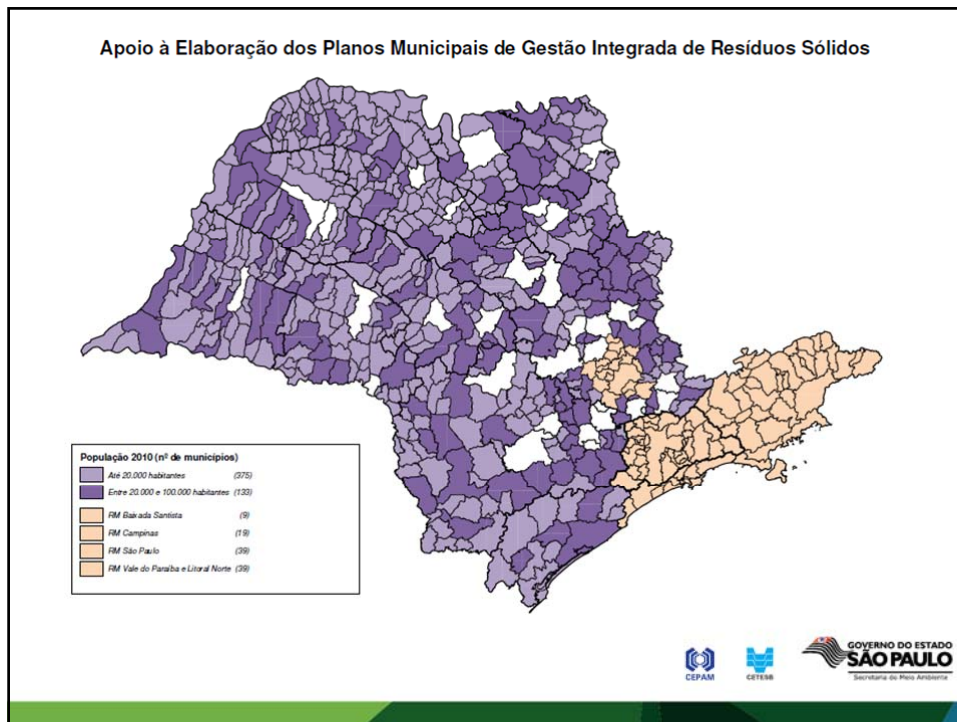 Apoio à Elaboração dos Planos Municipais de Gestão Integrada de Resíduos Sólidos
População 2010 (nº de municípios)
Até 20.000 habitantes (375)
Entre 20.000 e 100.000 habitantes (133)
RM Baixada Santista (9)
RM Campinas (19)
RM São Paulo (39)
RM Vale do Paraíba e Litoral Norte (39)
CEPAM
CETESB
GOVERNO DO ESTADO
SÃO PAULO
Secretaria do Meio Ambiente